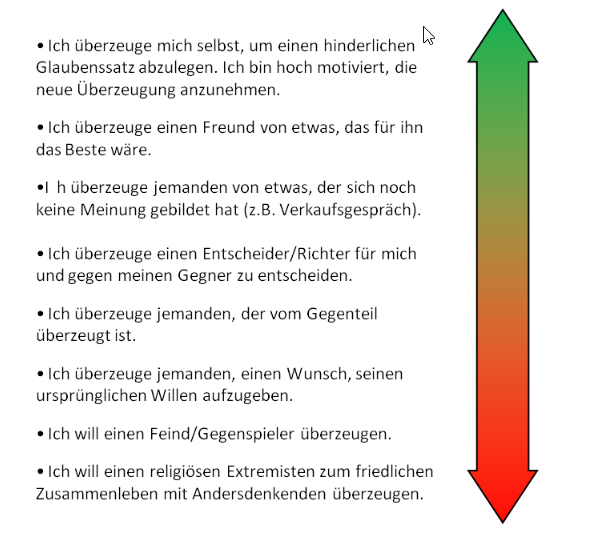 • Ich überzeuge mich selbst, um einen hinderlichen
Glaubenssatz abzulegen. Ich bin hoch motiviert, die
neue Überzeugung anzunehmen.
• Ich überzeuge einen Freund von etwas, das für ihn
das Beste wäre.
•I h überzeuge jemanden von etwas, der sich noch
keine Meinung gebildet hat (z.B. Verkaufsgespräch).
• Ich überzeuge einen Entscheider/Richter für mich
und gegen meinen Gegner zu entscheiden.
• Ich überzeuge jemanden, der vom Gegenteil
überzeugt ist.
• Ich überzeuge jemanden, einen Wunsch, seinen
ursprünglichen Willen aufzugeben.
• Ich will einen Feind/Gegenspieler überzeugen.
• Ich will einen religiösen Extremisten zum friedlichen
Zusammenleben mit Andersdenkenden überzeugen.